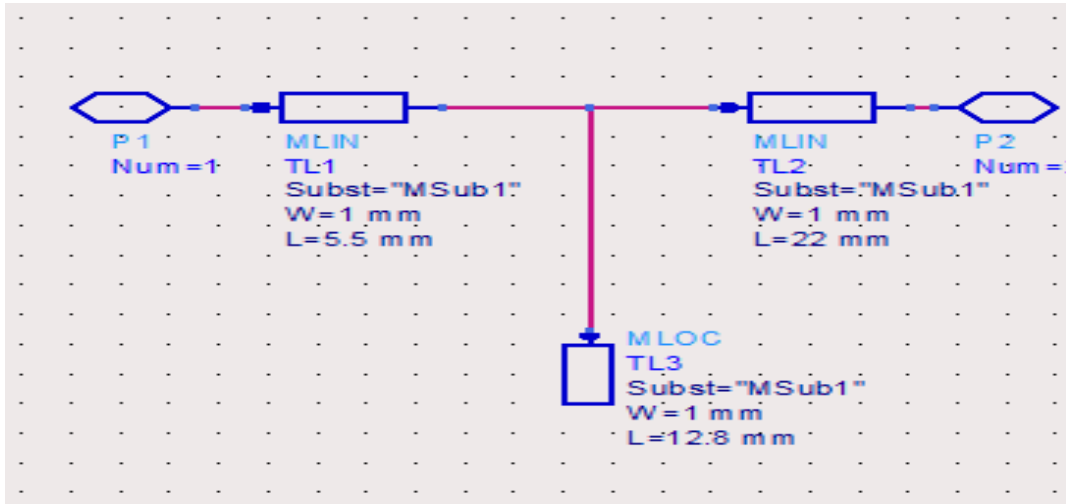 P1
Num=1
MLIN
TL1
Subst="MSub1"
W=1 mm
L=5.5 mm
MLIN
TL2
Subst="MSub1"
W=1 mm
L=22 mm
P2
Num=
MLOC
TL3
Subst="MSub1"
W=1 mm
L=12.8 mm